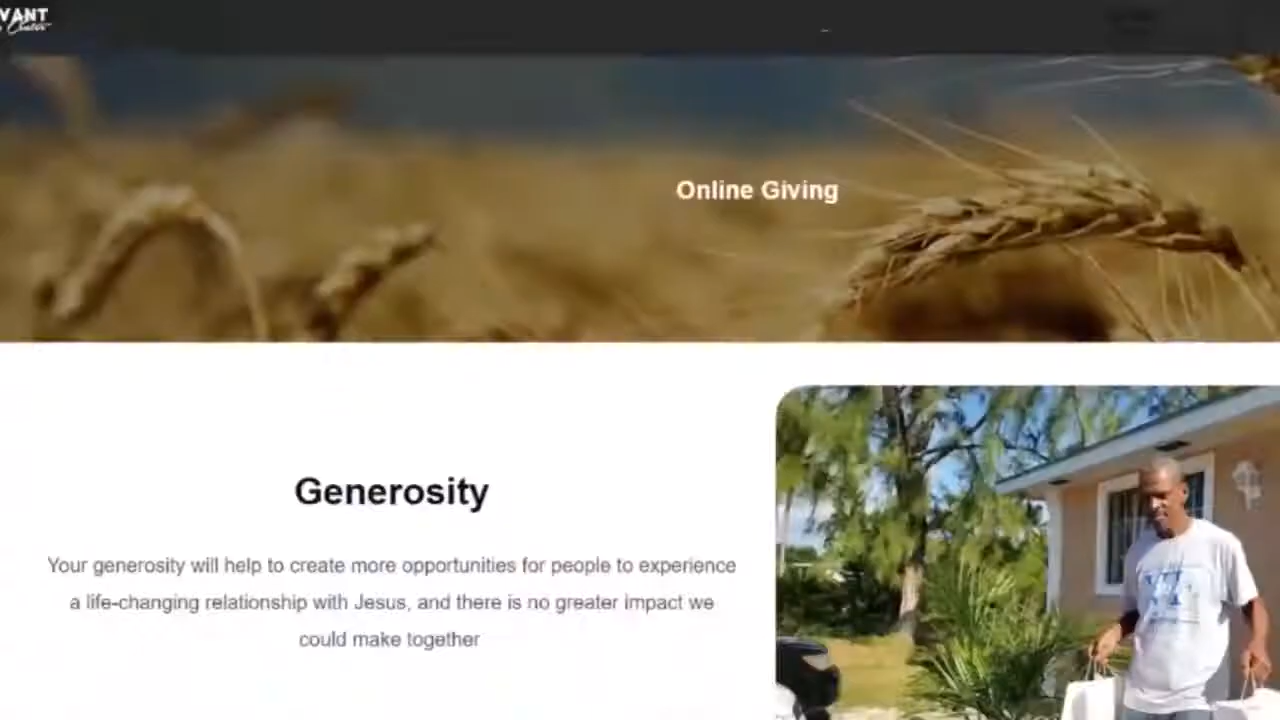 VANT
Online Giving
Generosity
Your generosity will help to create more opportunities for people to experience
a life-changing relationship with Jesus, and there is no greater impact we
could make together